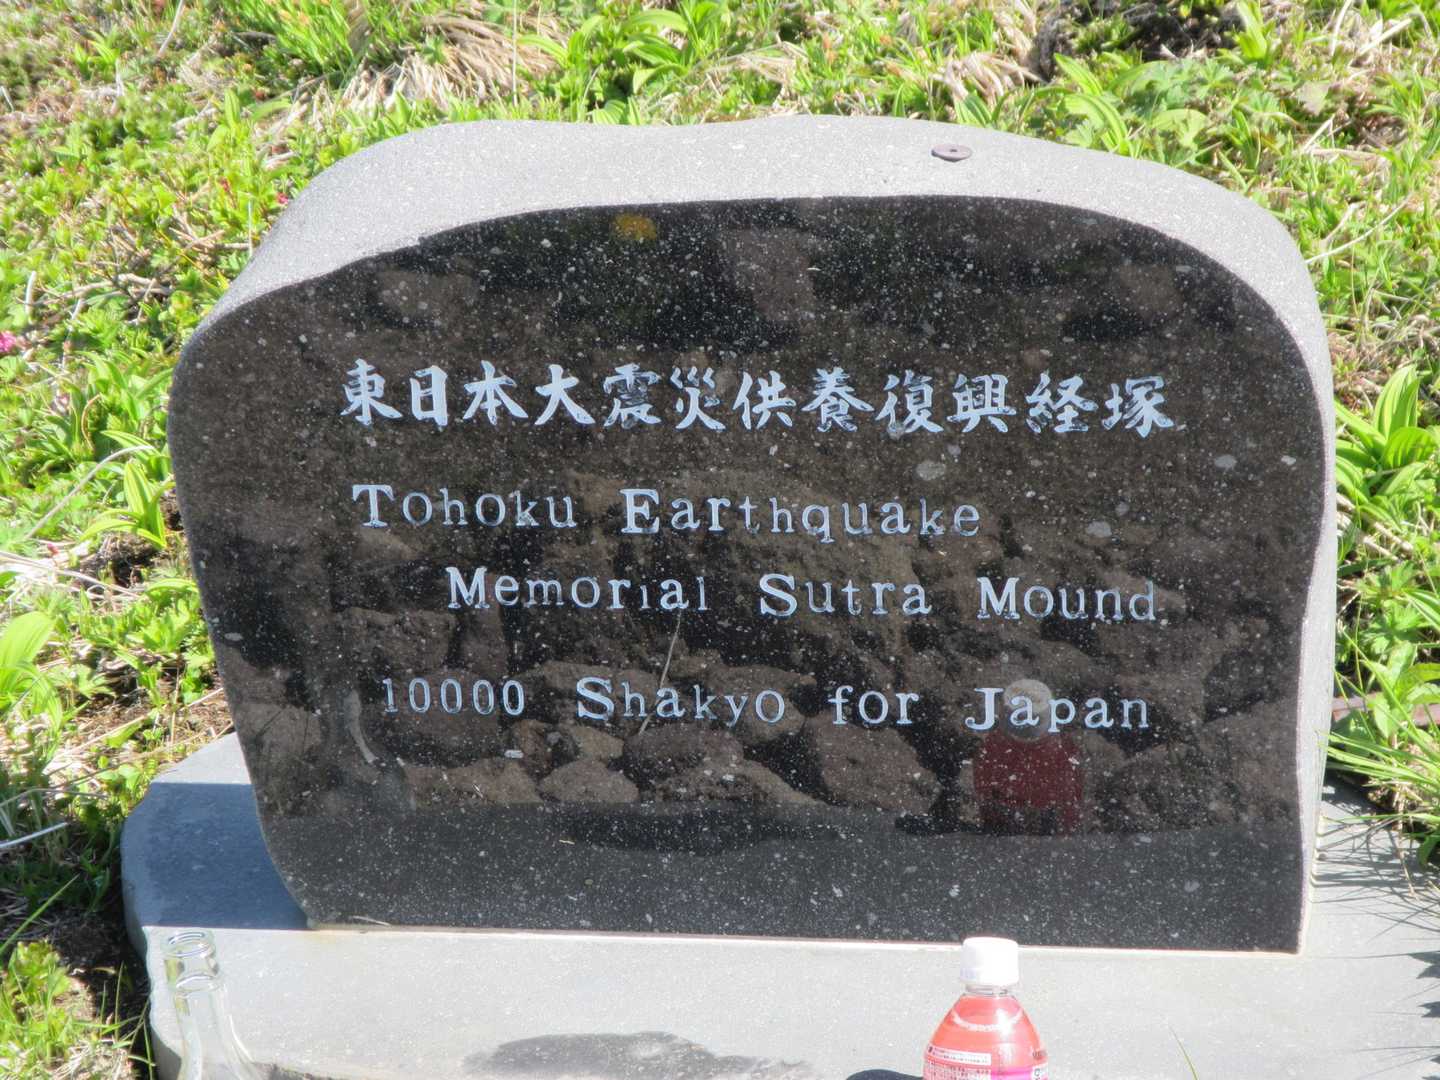 東日本大震災供養復興経塚
Tohoku Earthquake
Memorial Sutra Mound
10000 Shakyo for Japan